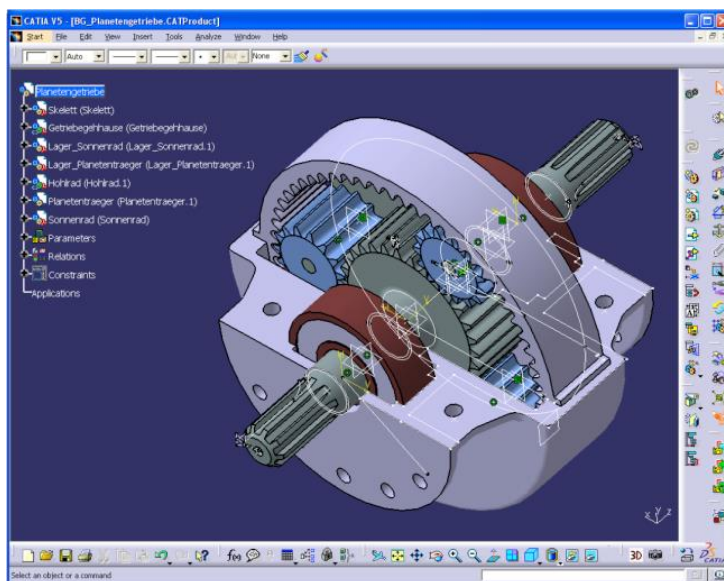 CATIA V5 - [BG_Planetengetriebe.CATProduct]
Start File Edit View Insert Tools Analyze Window Help
Auto None
Planetengetriebe
Skelett (Skelett)
Getriebegehhause (Getriebegehhause)
Lager_Sonnenrad (Lager_Sonnenrad.1)
Lager_Planetentraeger (Lager_Planetentraeger.1)
Hohlrad (Hohlrad.1)
Planetentraeger (Planetentraeger.1)
Sonnenrad (Sonnenrad)
Parameters
Relations
Constraints
Applications
x y z
f(x) 3D
CATIA
Select an object or a command